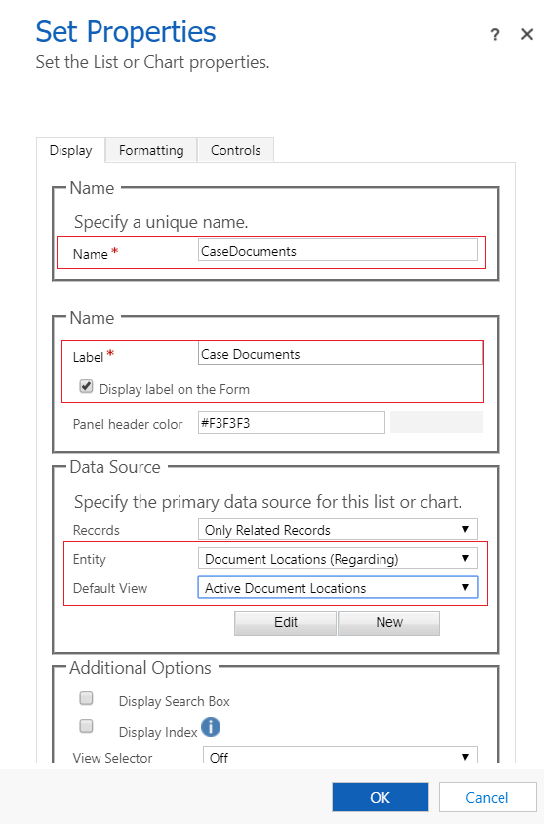 Set Properties
? ✕
Set the List or Chart properties.
Display Formatting Controls
Name
Specify a unique name.
Name * CaseDocuments
Name
Label * Case Documents
Display label on the Form
Panel header color #F3F3F3
Data Source
Specify the primary data source for this list or chart.
Records Only Related Records
Entity Document Locations (Regarding)
Default View Active Document Locations
Edit New
Additional Options
Display Search Box
Display Index i
View Selector Off
OK Cancel